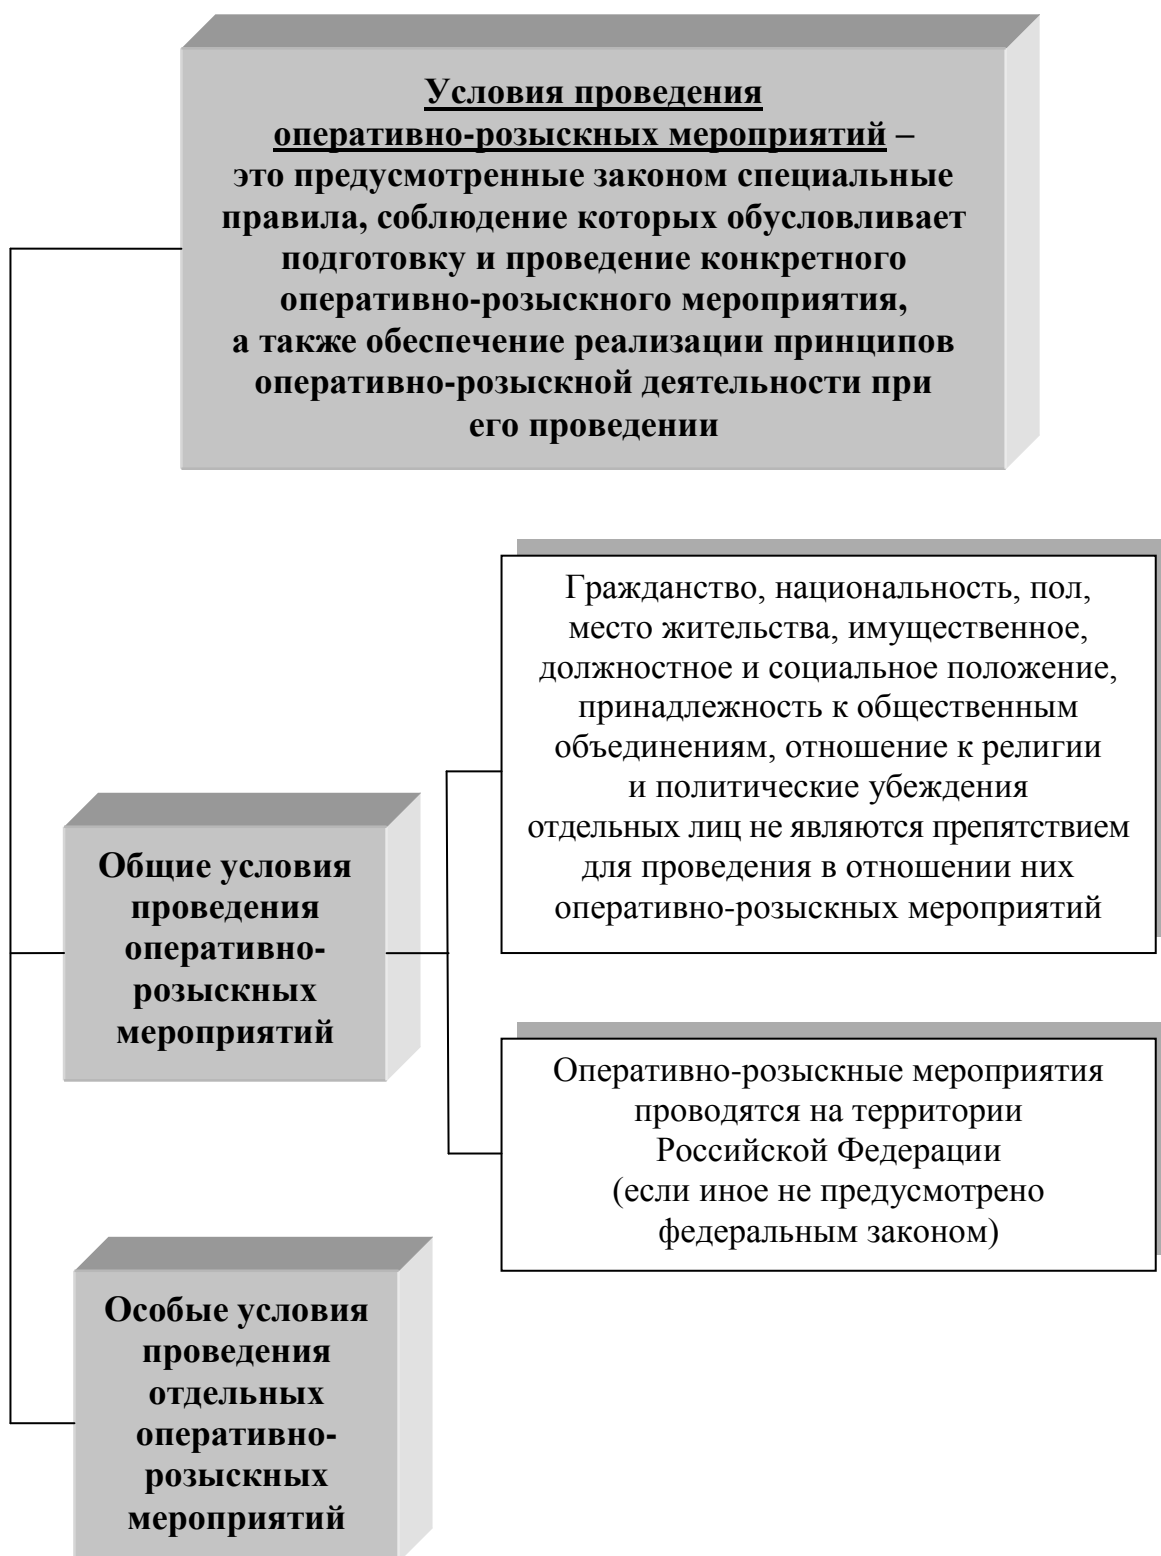 Условия проведения
оперативно-розыскных мероприятий –
это предусмотренные законом специальные
правила, соблюдение которых обусловливает
подготовку и проведение конкретного
оперативно-розыскного мероприятия,
а также обеспечение реализации принципов
оперативно-розыскной деятельности при
его проведении
Гражданство, национальность, пол,
место жительства, имущественное,
должностное и социальное положение,
принадлежность к общественным
объединениям, отношение к религии
и политические убеждения
отдельных лиц не являются препятствием
для проведения в отношении них
оперативно-розыскных мероприятий
Общие условия
проведения
оперативно-
розыскных
мероприятий
Оперативно-розыскные мероприятия
проводятся на территории
Российской Федерации
(если иное не предусмотрено
федеральным законом)
Особые условия
проведения
отдельных
оперативно-
розыскных
мероприятий